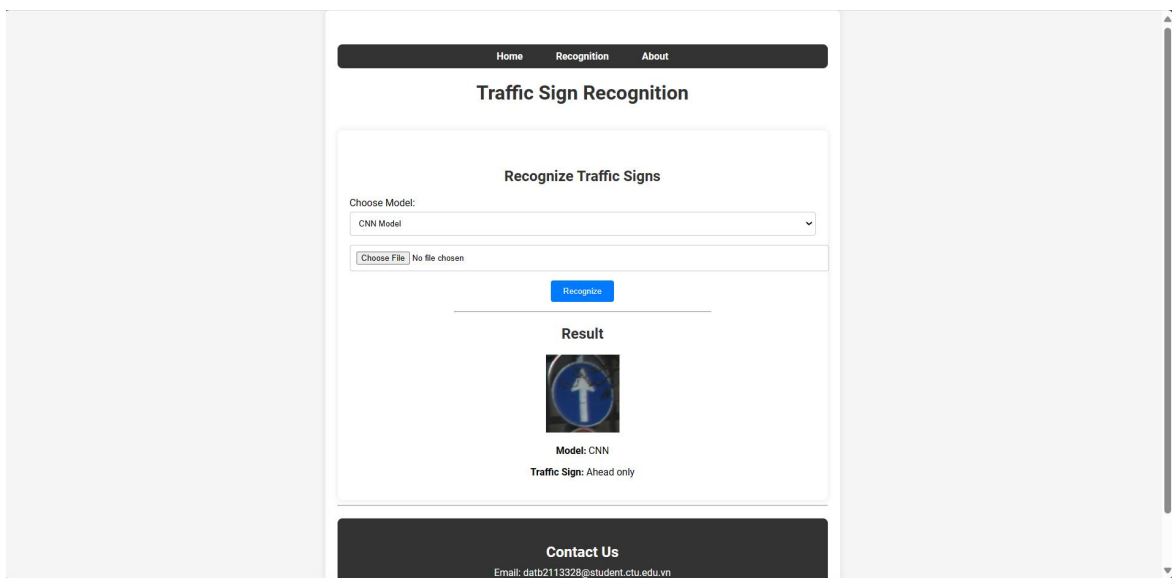 Home Recognition About
Traffic Sign Recognition
Recognize Traffic Signs
Choose Model:
CNN Model
Choose File No file chosen
Recognize
Result
Model: CNN
Traffic Sign: Ahead only
Contact Us
Email: datb2113328@student.ctu.edu.vn